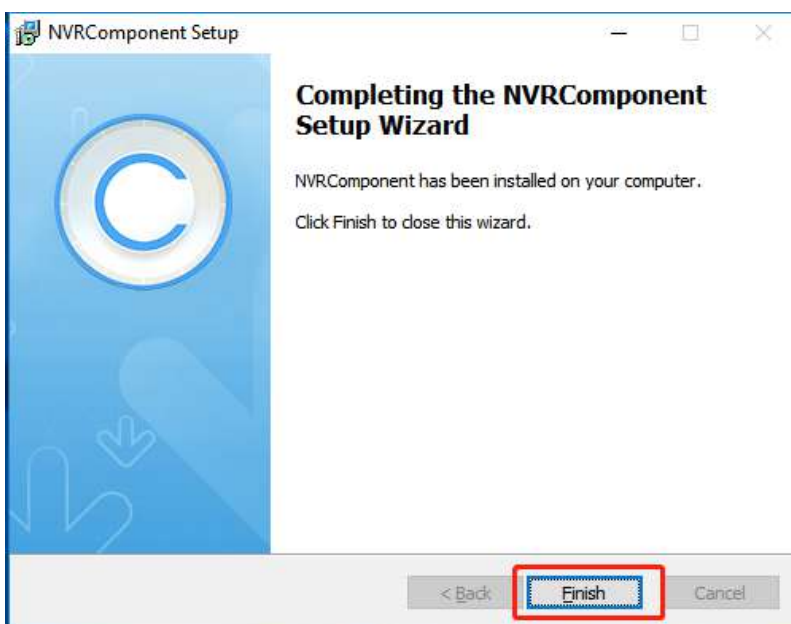 NVRComponent Setup
Completing the NVRComponent
Setup Wizard
NVRComponent has been installed on your computer.
Click Finish to close this wizard.
< Back
Finish
Cancel